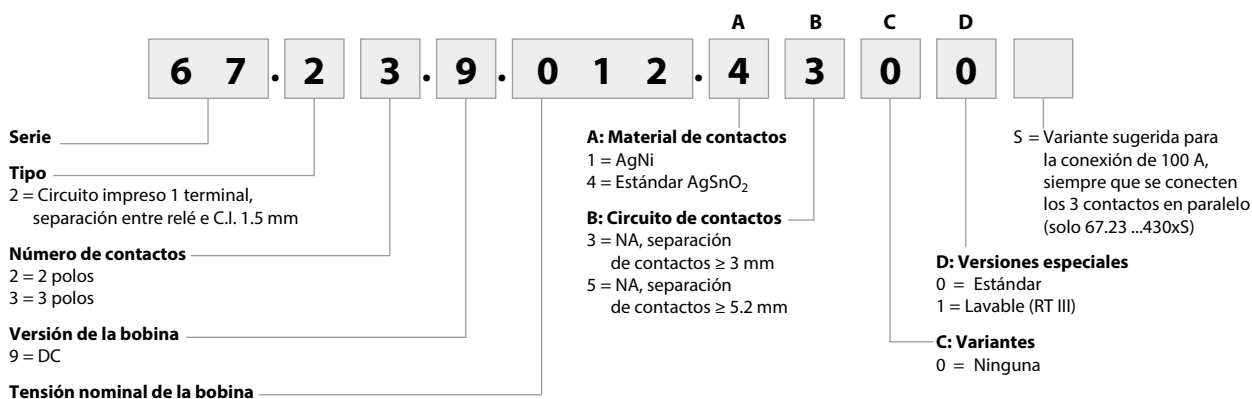 A B C D
6 7 . 2 3 . 9 . 0 1 2 . 4 3 0 0
Serie
Tipo
2 = Circuito impreso 1 terminal,
separación entre relé e C.I. 1.5 mm
Número de contactos
2 = 2 polos
3 = 3 polos
Versión de la bobina
9 = DC
Tensión nominal de la bobina
A: Material de contactos
1 = AgNi
4 = Estándar AgSnO₂
B: Circuito de contactos
3 = NA, separación
de contactos ≥ 3 mm
5 = NA, separación
de contactos ≥ 5.2 mm
S = Variante sugerida para
la conexión de 100 A,
siempre que se conecten
los 3 contactos en paralelo
(solo 67.23 ...430xS)
D: Versiones especiales
0 = Estándar
1 = Lavable (RT III)
C: Variantes
0 = Ninguna